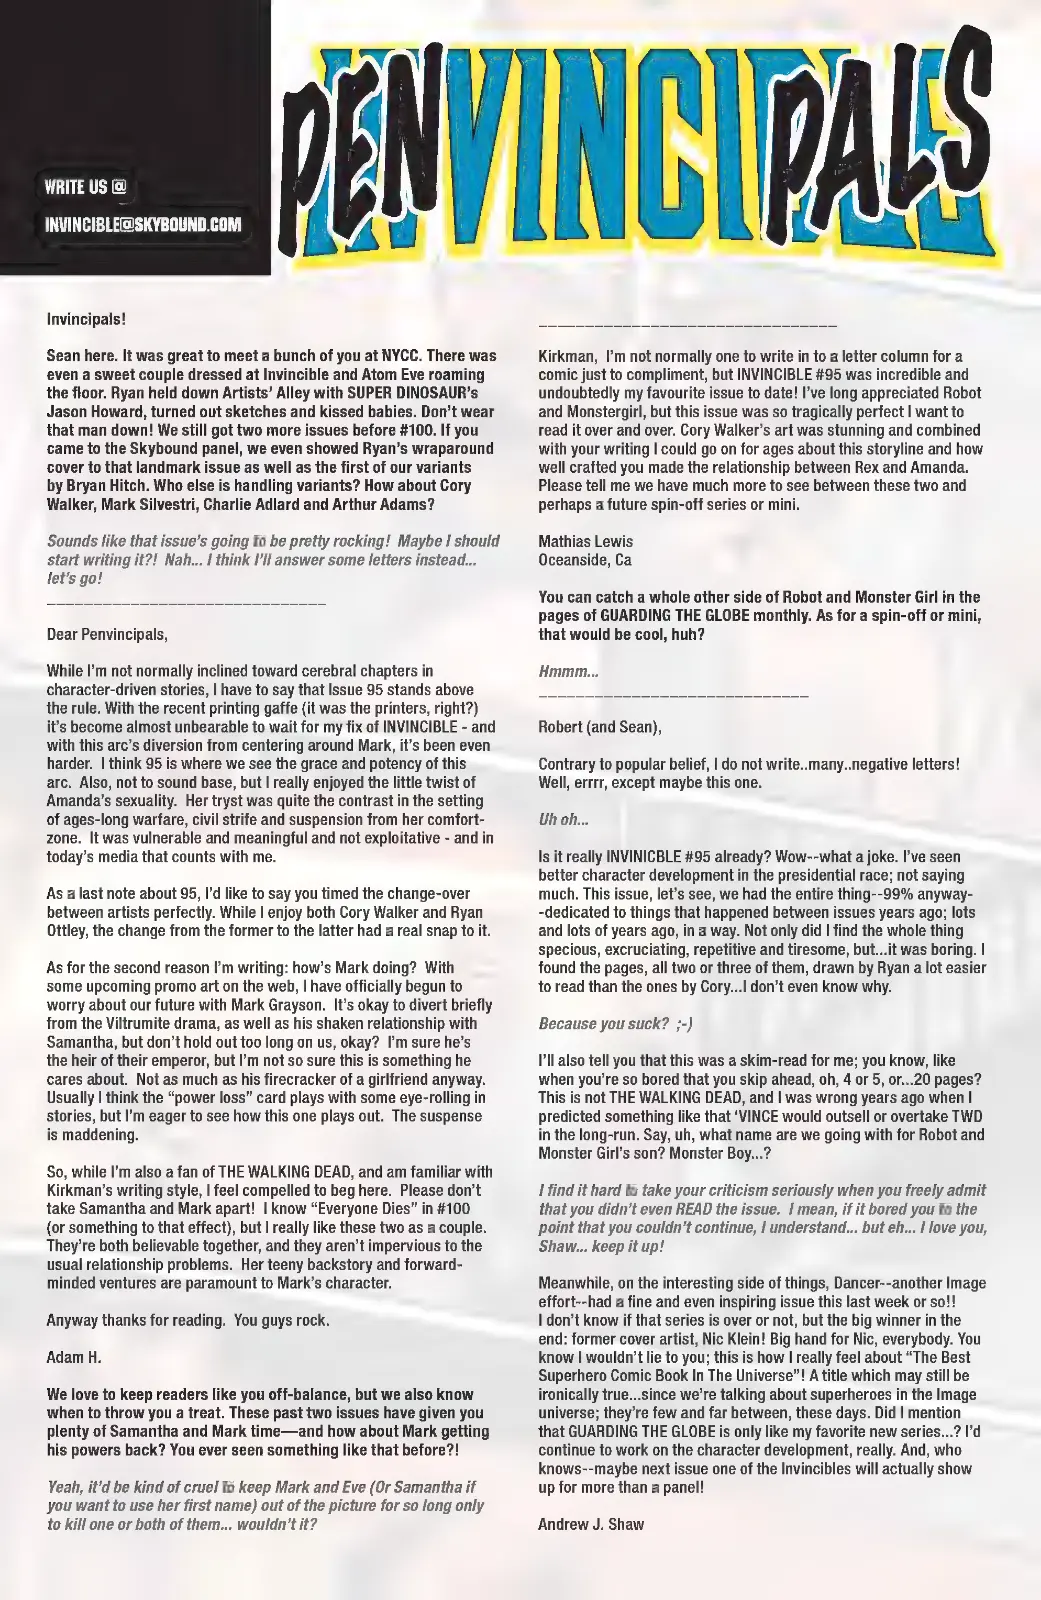 PENVINCIPALS
INVINCIBLE
WRITE US @
INVINCIBLE@SKYBOUND.COM
Invincipals!
Sean here. It was great to meet a bunch of you at NYCC. There was
even a sweet couple dressed at Invincible and Atom Eve roaming
the floor. Ryan held down Artists' Alley with SUPER DINOSAUR's
Jason Howard, turned out sketches and kissed babies. Don't wear
that man down! We still got two more issues before #100. If you
came to the Skybound panel, we even showed Ryan's wraparound
cover to that landmark issue as well as the first of our variants
by Bryan Hitch. Who else is handling variants? How about Cory
Walker, Mark Silvestri, Charlie Adlard and Arthur Adams?
Sounds like that issue's going to be pretty rocking! Maybe I should
start writing it?! Nah... I think I'll answer some letters instead...
let's go!
______________________________
Dear Penvincipals,
While I'm not normally inclined toward cerebral chapters in
character-driven stories, I have to say that Issue 95 stands above
the rule. With the recent printing gaffe (it was the printers, right?)
it's become almost unbearable to wait for my fix of INVINCIBLE - and
with this arc's diversion from centering around Mark, it's been even
harder. I think 95 is where we see the grace and potency of this
arc. Also, not to sound base, but I really enjoyed the little twist of
Amanda's sexuality. Her tryst was quite the contrast in the setting
of ages-long warfare, civil strife and suspension from her comfort-
zone. It was vulnerable and meaningful and not exploitative - and in
today's media that counts with me.
As a last note about 95, I'd like to say you timed the change-over
between artists perfectly. While I enjoy both Cory Walker and Ryan
Ottley, the change from the former to the latter had a real snap to it.
As for the second reason I'm writing: how's Mark doing? With
some upcoming promo art on the web, I have officially begun to
worry about our future with Mark Grayson. It's okay to divert briefly
from the Viltrumite drama, as well as his shaken relationship with
Samantha, but don't hold out too long on us, okay? I'm sure he's
the heir of their emperor, but I'm not so sure this is something he
cares about. Not as much as his firecracker of a girlfriend anyway.
Usually I think the "power loss" card plays with some eye-rolling in
stories, but I'm eager to see how this one plays out. The suspense
is maddening.
So, while I'm also a fan of THE WALKING DEAD, and am familiar with
Kirkman's writing style, I feel compelled to beg here. Please don't
take Samantha and Mark apart! I know "Everyone Dies" in #100
(or something to that effect), but I really like these two as a couple.
They're both believable together, and they aren't impervious to the
usual relationship problems. Her teeny backstory and forward-
minded ventures are paramount to Mark's character.
Anyway thanks for reading. You guys rock.
Adam H.
We love to keep readers like you off-balance, but we also know
when to throw you a treat. These past two issues have given you
plenty of Samantha and Mark time—and how about Mark getting
his powers back? You ever seen something like that before?!
Yeah, it'd be kind of cruel to keep Mark and Eve (Or Samantha if
you want to use her first name) out of the picture for so long only
to kill one or both of them... wouldn't it?
________________________________
Kirkman, I'm not normally one to write in to a letter column for a
comic just to compliment, but INVINCIBLE #95 was incredible and
undoubtedly my favourite issue to date! I've long appreciated Robot
and Monstergirl, but this issue was so tragically perfect I want to
read it over and over. Cory Walker's art was stunning and combined
with your writing I could go on for ages about this storyline and how
well crafted you made the relationship between Rex and Amanda.
Please tell me we have much more to see between these two and
perhaps a future spin-off series or mini.
Mathias Lewis
Oceanside, Ca
You can catch a whole other side of Robot and Monster Girl in the
pages of GUARDING THE GLOBE monthly. As for a spin-off or mini,
that would be cool, huh?
Hmmm...
_____________________________
Robert (and Sean),
Contrary to popular belief, I do not write..many..negative letters!
Well, errrr, except maybe this one.
Uh oh...
Is it really INVINICBLE #95 already? Wow--what a joke. I've seen
better character development in the presidential race; not saying
much. This issue, let's see, we had the entire thing--99% anyway-
-dedicated to things that happened between issues years ago; lots
and lots of years ago, in a way. Not only did I find the whole thing
specious, excruciating, repetitive and tiresome, but...it was boring. I
found the pages, all two or three of them, drawn by Ryan a lot easier
to read than the ones by Cory...I don't even know why.
Because you suck? ;-)
I'll also tell you that this was a skim-read for me; you know, like
when you're so bored that you skip ahead, oh, 4 or 5, or...20 pages?
This is not THE WALKING DEAD, and I was wrong years ago when I
predicted something like that 'VINCE would outsell or overtake TWD
in the long-run. Say, uh, what name are we going with for Robot and
Monster Girl's son? Monster Boy...?
I find it hard to take your criticism seriously when you freely admit
that you didn't even READ the issue. I mean, if it bored you to the
point that you couldn't continue, I understand... but eh... I love you,
Shaw... keep it up!
Meanwhile, on the interesting side of things, Dancer--another Image
effort--had a fine and even inspiring issue this last week or so!!
I don't know if that series is over or not, but the big winner in the
end: former cover artist, Nic Klein! Big hand for Nic, everybody. You
know I wouldn't lie to you; this is how I really feel about "The Best
Superhero Comic Book In The Universe"! A title which may still be
ironically true...since we're talking about superheroes in the Image
universe; they're few and far between, these days. Did I mention
that GUARDING THE GLOBE is only like my favorite new series...? I'd
continue to work on the character development, really. And, who
knows--maybe next issue one of the Invincibles will actually show
up for more than a panel!
Andrew J. Shaw